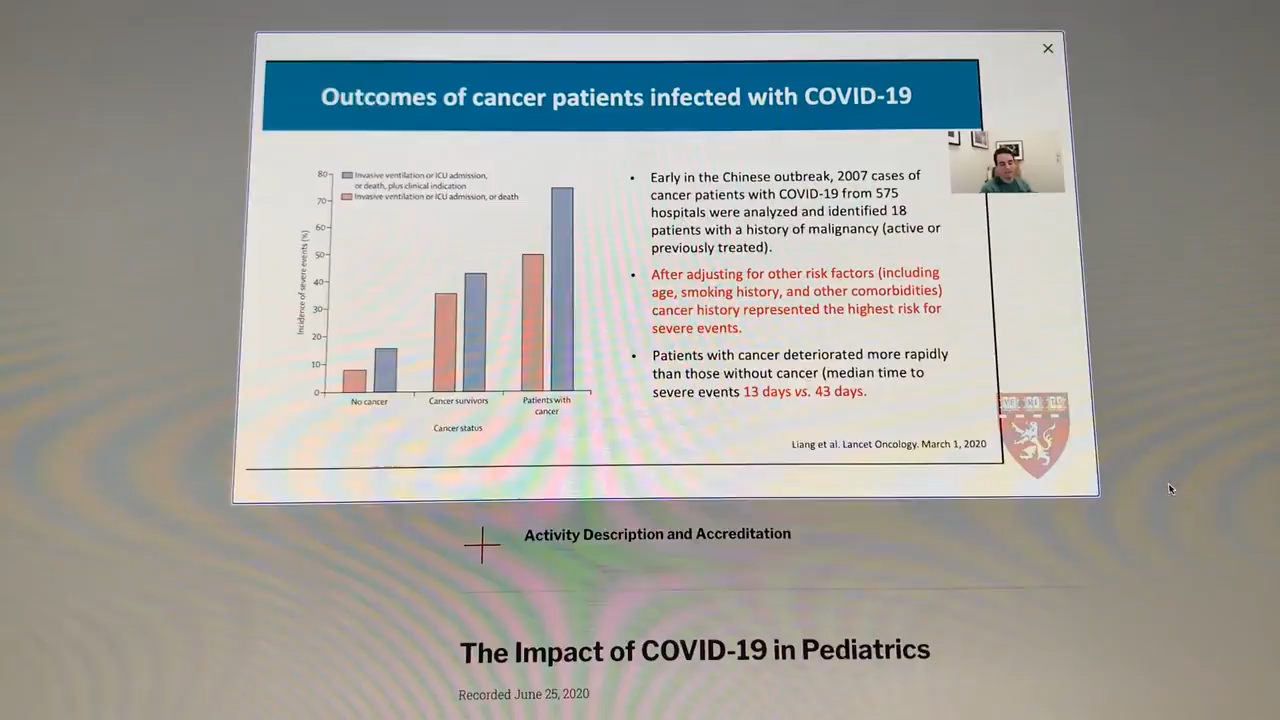 Outcomes of cancer patients infected with COVID-19
80
70
60
50
40
30
20
10
0
Incidence of severe events (%)
Invasive ventilation or ICU admission,
or death, plus clinical indication
Invasive ventilation or ICU admission, or death
No cancer
Cancer survivors
Patients with
cancer
Cancer status
• Early in the Chinese outbreak, 2007 cases of
cancer patients with COVID-19 from 575
hospitals were analyzed and identified 18
patients with a history of malignancy (active or
previously treated).
• After adjusting for other risk factors (including
age, smoking history, and other comorbidities)
cancer history represented the highest risk for
severe events.
• Patients with cancer deteriorated more rapidly
than those without cancer (median time to
severe events 13 days vs. 43 days.
Liang et al. Lancet Oncology. March 1, 2020
Activity Description and Accreditation
The Impact of COVID-19 in Pediatrics
Recorded June 25, 2020